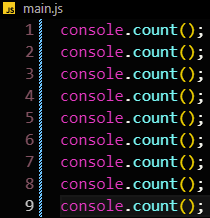 JS main.js
1 console.count();
2 console.count();
3 console.count();
4 console.count();
5 console.count();
6 console.count();
7 console.count();
8 console.count();
9 console.count();